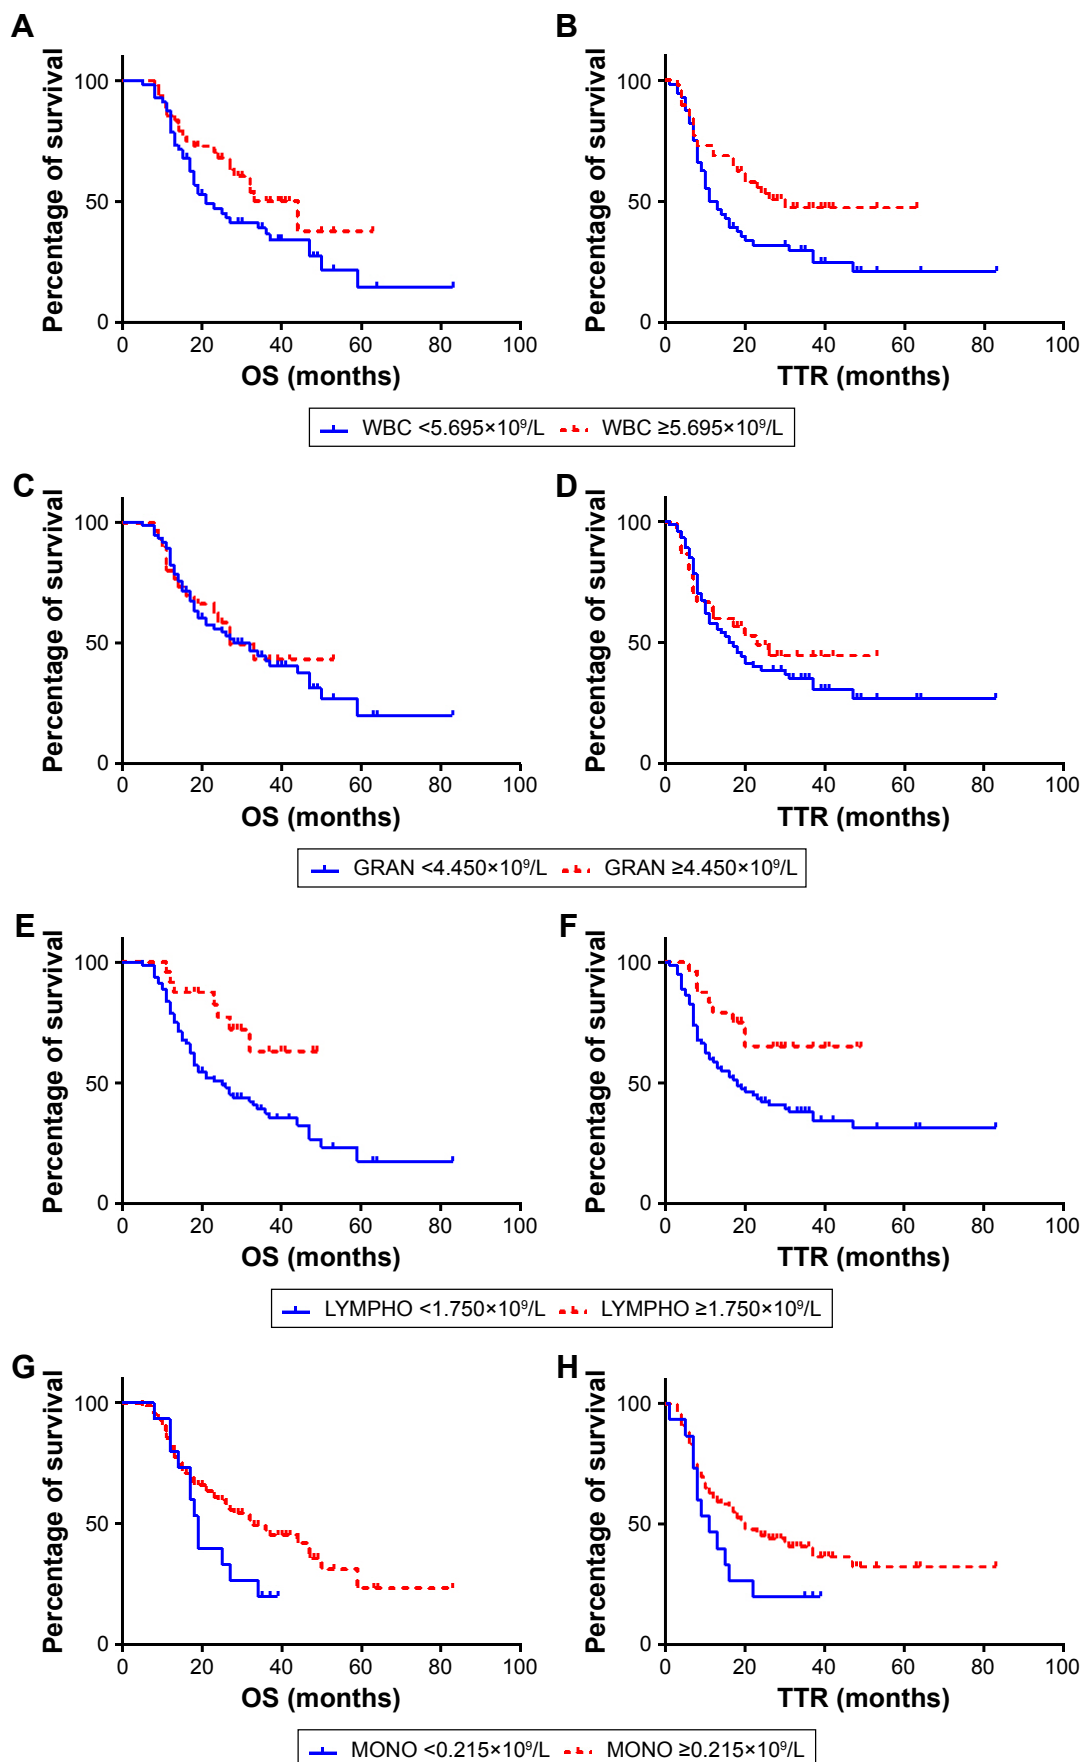 A
B
Percentage of survival
100
50
0
0 20 40 60 80 100
OS (months)
Percentage of survival
100
50
0
0 20 40 60 80 100
TTR (months)
WBC <5.695×10⁹/L WBC ≥5.695×10⁹/L
C
D
Percentage of survival
100
50
0
0 20 40 60 80 100
OS (months)
Percentage of survival
100
50
0
0 20 40 60 80 100
TTR (months)
GRAN <4.450×10⁹/L GRAN ≥4.450×10⁹/L
E
F
Percentage of survival
100
50
0
0 20 40 60 80 100
OS (months)
Percentage of survival
100
50
0
0 20 40 60 80 100
TTR (months)
LYMPHO <1.750×10⁹/L LYMPHO ≥1.750×10⁹/L
G
H
Percentage of survival
100
50
0
0 20 40 60 80 100
OS (months)
Percentage of survival
100
50
0
0 20 40 60 80 100
TTR (months)
MONO <0.215×10⁹/L MONO ≥0.215×10⁹/L